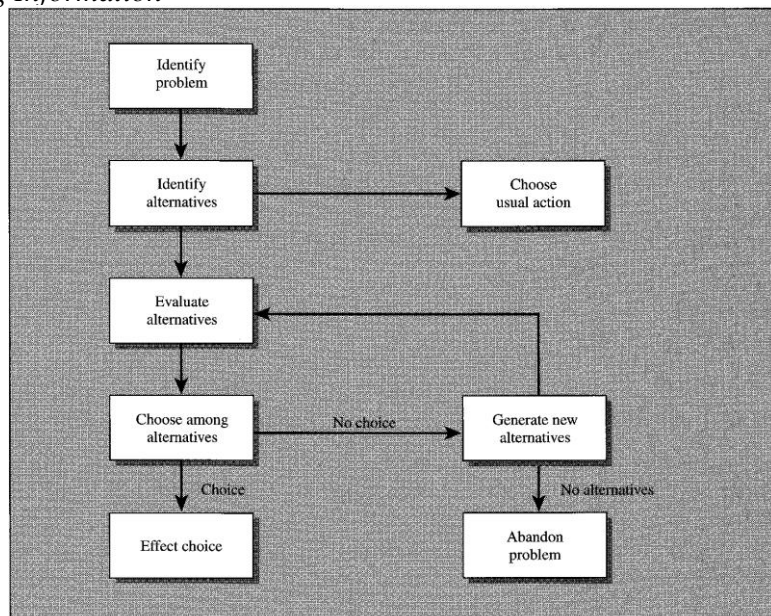 Information
Identify
problem
Identify
alternatives
Choose
usual action
Evaluate
alternatives
Choose among
alternatives
No choice
Generate new
alternatives
Choice
No alternatives
Effect choice
Abandon
problem